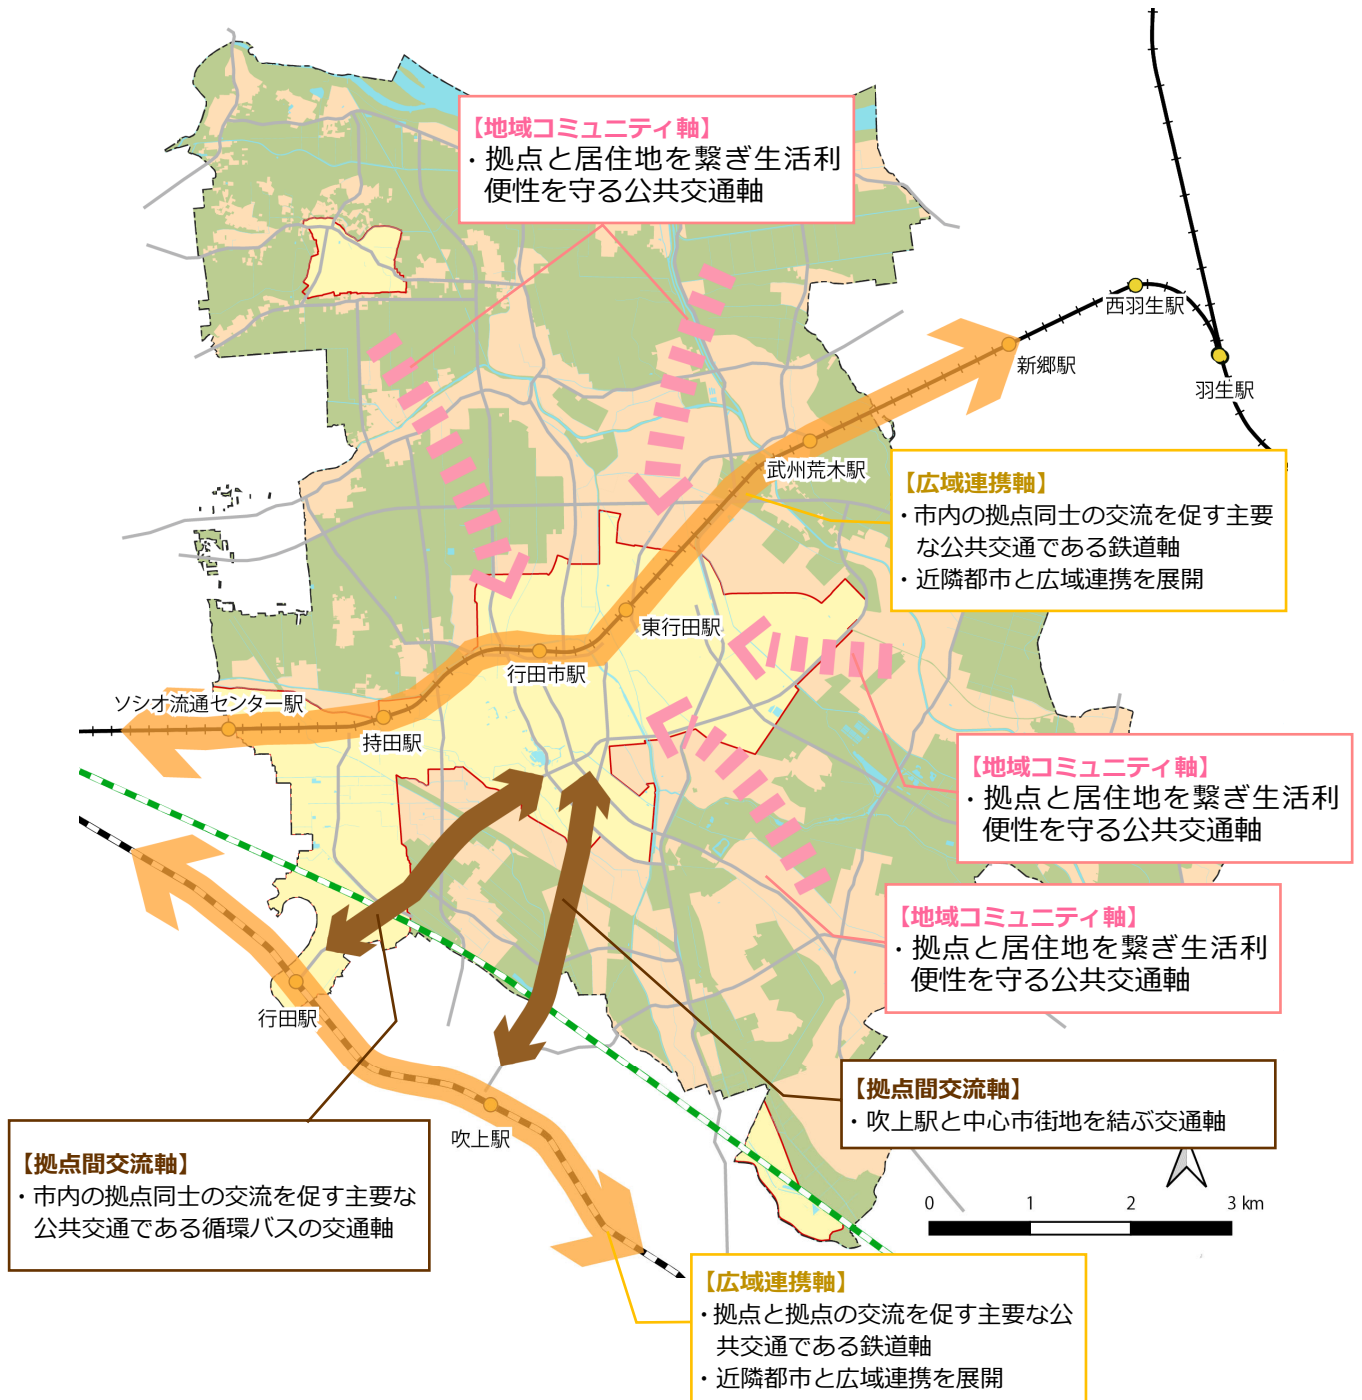 【地域コミュニティ軸】
・拠点と居住地を繋ぎ生活利
便性を守る公共交通軸
西羽生駅
新郷駅
羽生駅
武州荒木駅
【広域連携軸】
・市内の拠点同士の交流を促す主要
な公共交通である鉄道軸
・近隣都市と広域連携を展開
東行田駅
行田市駅
ソシオ流通センター駅
持田駅
【地域コミュニティ軸】
・拠点と居住地を繋ぎ生活利
便性を守る公共交通軸
【地域コミュニティ軸】
・拠点と居住地を繋ぎ生活利
便性を守る公共交通軸
行田駅
【拠点間交流軸】
・吹上駅と中心市街地を結ぶ交通軸
吹上駅
【拠点間交流軸】
・市内の拠点同士の交流を促す主要な
公共交通である循環バスの交通軸
0 1 2 3 km
【広域連携軸】
・拠点と拠点の交流を促す主要な公
共交通である鉄道軸
・近隣都市と広域連携を展開